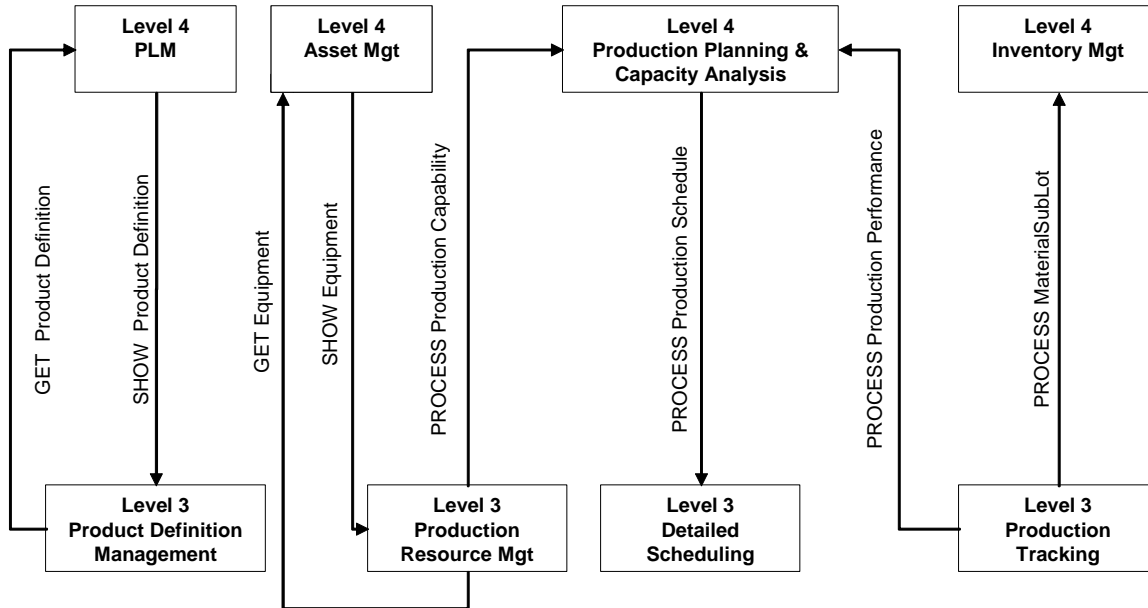 Level 4
PLM
Level 4
Asset Mgt
Level 4
Production Planning &
Capacity Analysis
Level 4
Inventory Mgt
GET  Product Definition
SHOW  Product Definition
GET Equipment
SHOW Equipment
PROCESS Production Capability
PROCESS Production Schedule
PROCESS Production Performance
PROCESS MaterialSubLot
Level 3
Product Definition
Management
Level 3
Production
Resource Mgt
Level 3
Detailed
Scheduling
Level 3
Production
Tracking